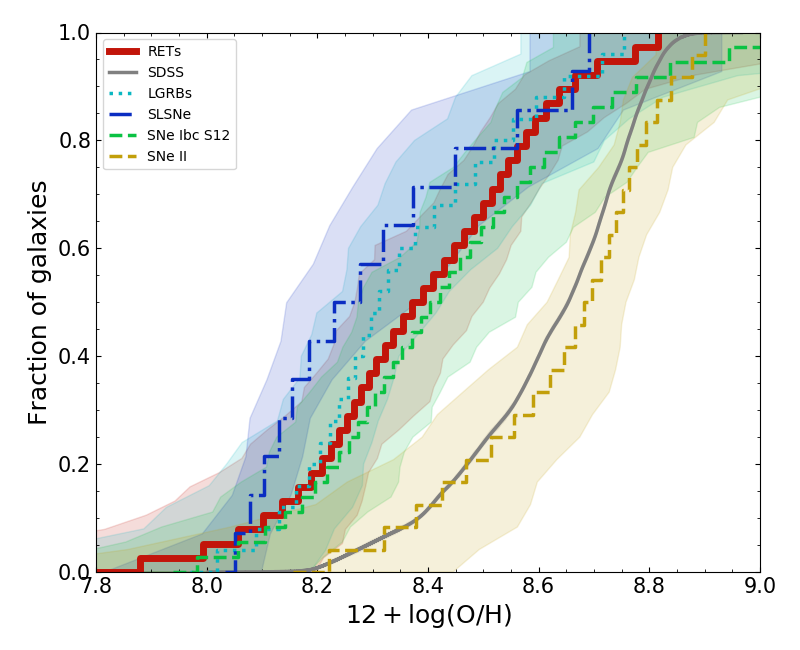 1.0
0.8
0.6
0.4
0.2
0.0
Fraction of galaxies
RETs
SDSS
LGRBs
SLSNe
SNe Ibc S12
SNe II
7.8 8.0 8.2 8.4 8.6 8.8 9.0
12 + log(O/H)